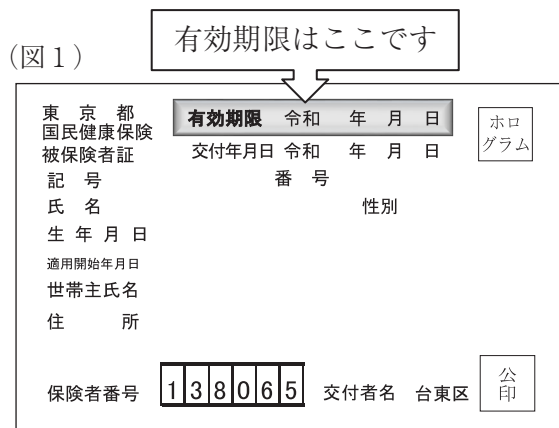 (図１)
有効期限はここです
東京都
国民健康保険
被保険者証
有効期限 令和 年 月 日
交付年月日 令和 年 月 日
ホロ
グラム
記号 番号
氏名 性別
生年月日
適用開始年月日
世帯主氏名
住所
保険者番号 138065 交付者名 台東区
公
印